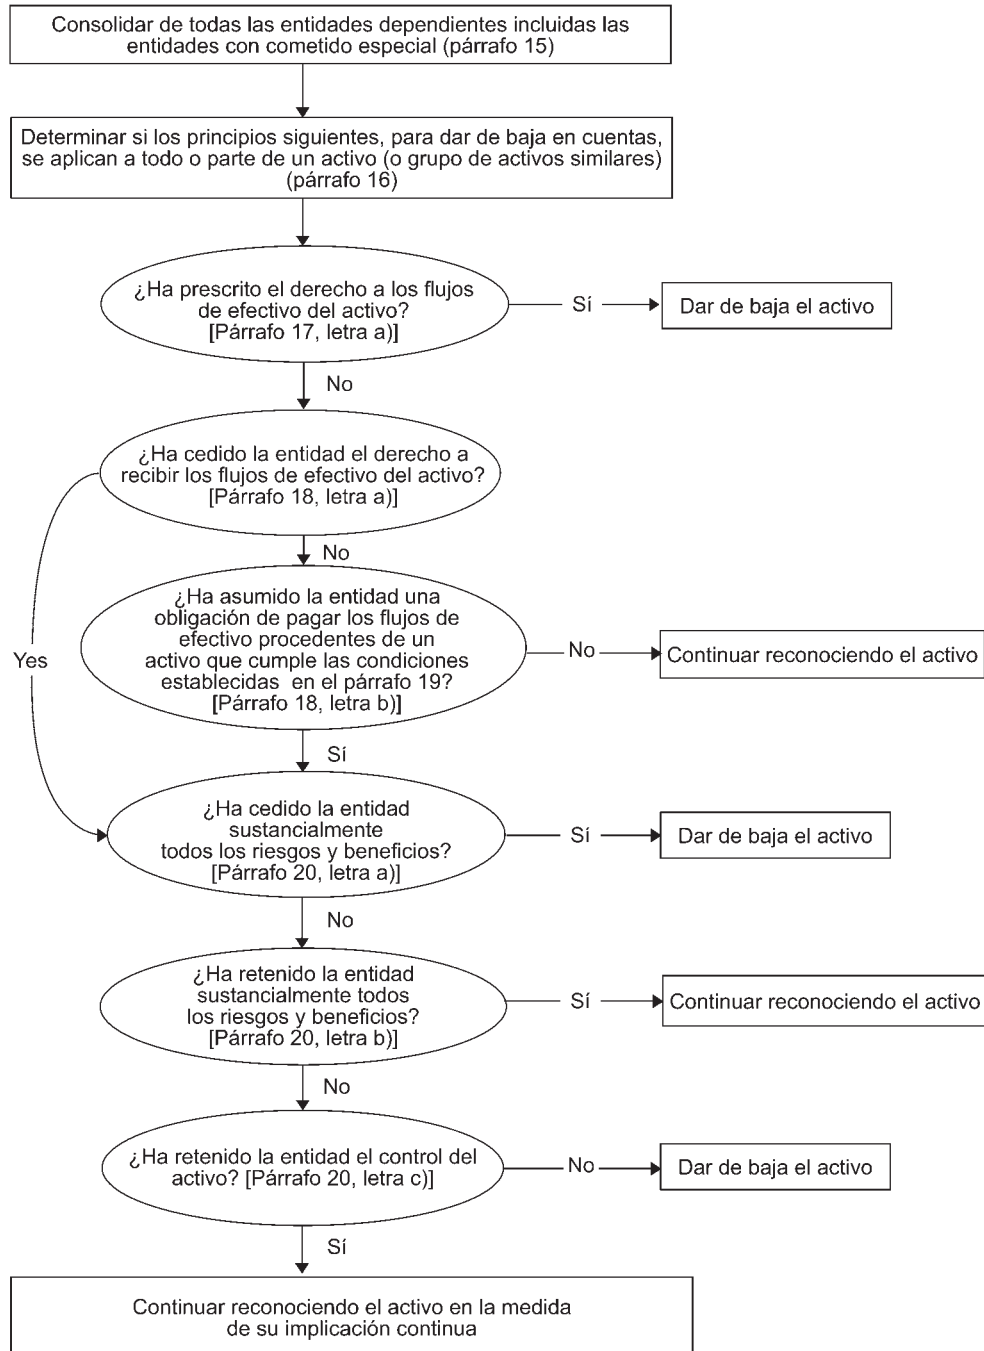 Consolidar de todas las entidades dependientes incluidas las
entidades con cometido especial (párrafo 15)
Determinar si los principios siguientes, para dar de baja en cuentas,
se aplican a todo o parte de un activo (o grupo de activos similares)
(párrafo 16)
¿Ha prescrito el derecho a los flujos
de efectivo del activo?
[Párrafo 17, letra a)]
Sí
Dar de baja el activo
No
¿Ha cedido la entidad el derecho a
recibir los flujos de efectivo del activo?
[Párrafo 18, letra a)]
No
Yes
¿Ha asumido la entidad una
obligación de pagar los flujos de
efectivo procedentes de un
activo que cumple las condiciones
establecidas en el párrafo 19?
[Párrafo 18, letra b)]
No
Continuar reconociendo el activo
Sí
¿Ha cedido la entidad
sustancialmente
todos los riesgos y beneficios?
[Párrafo 20, letra a)]
Sí
Dar de baja el activo
No
¿Ha retenido la entidad
sustancialmente todos
los riesgos y beneficios?
[Párrafo 20, letra b)]
Sí
Continuar reconociendo el activo
No
¿Ha retenido la entidad el control del
activo? [Párrafo 20, letra c)]
No
Dar de baja el activo
Sí
Continuar reconociendo el activo en la medida
de su implicación continua